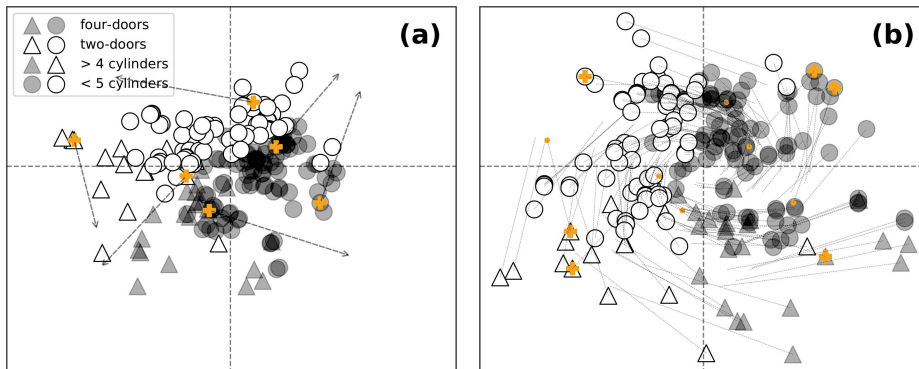 four-doors
two-doors
> 4 cylinders
< 5 cylinders
(a)
(b)